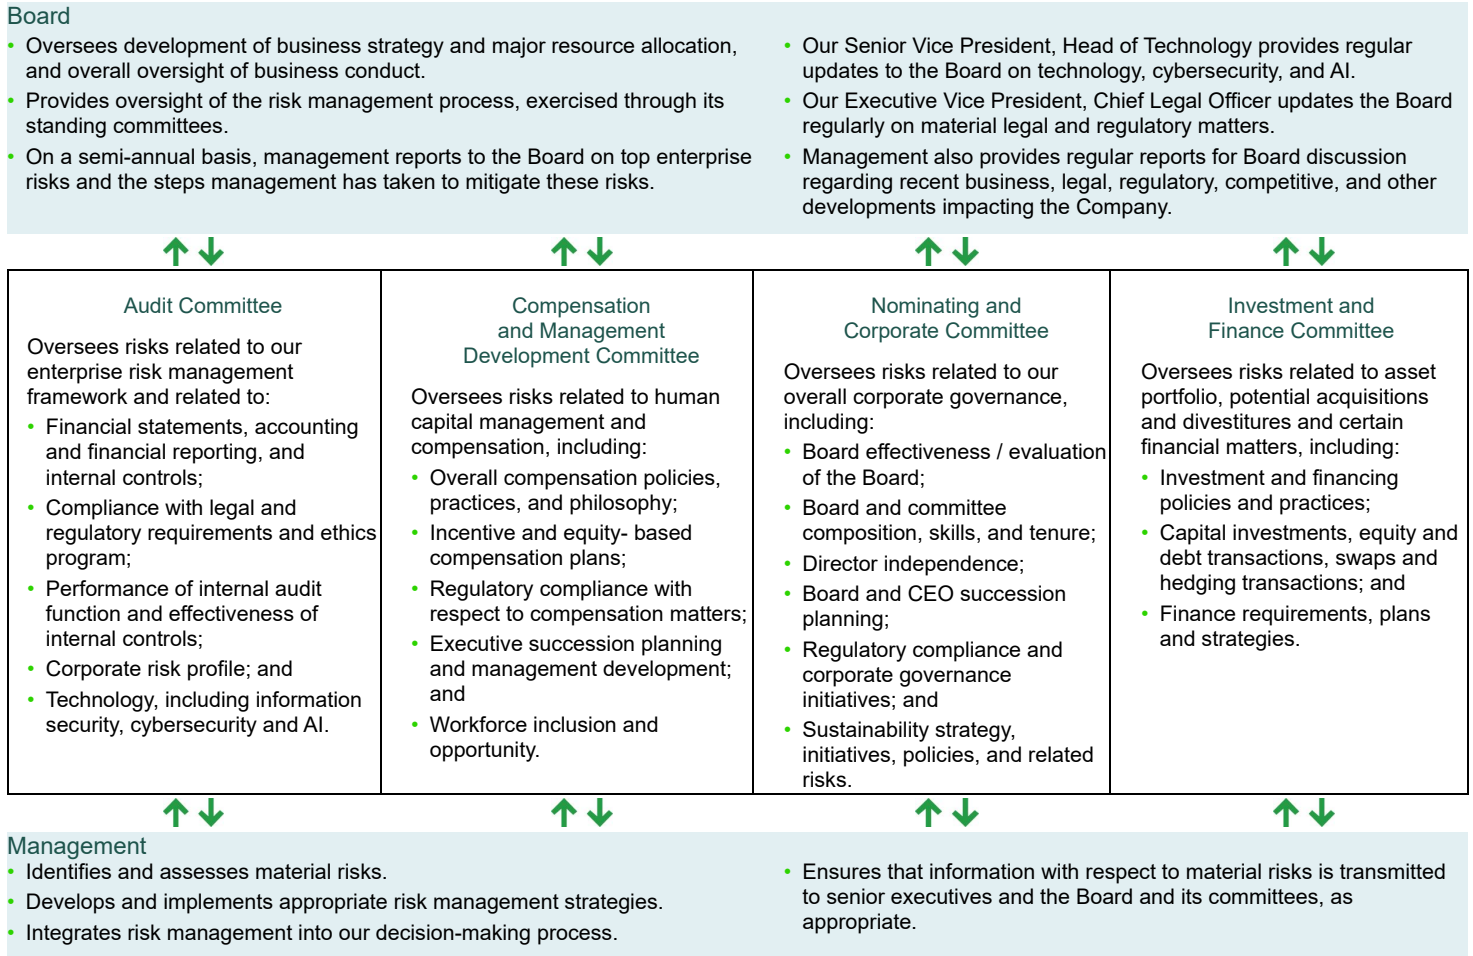 Board
• Oversees development of business strategy and major resource allocation,
and overall oversight of business conduct.
• Provides oversight of the risk management process, exercised through its
standing committees.
• On a semi-annual basis, management reports to the Board on top enterprise
risks and the steps management has taken to mitigate these risks.
• Our Senior Vice President, Head of Technology provides regular
updates to the Board on technology, cybersecurity, and AI.
• Our Executive Vice President, Chief Legal Officer updates the Board
regularly on material legal and regulatory matters.
• Management also provides regular reports for Board discussion
regarding recent business, legal, regulatory, competitive, and other
developments impacting the Company.
Audit Committee
Oversees risks related to our
enterprise risk management
framework and related to:
• Financial statements, accounting
and financial reporting, and
internal controls;
• Compliance with legal and
regulatory requirements and ethics
program;
• Performance of internal audit
function and effectiveness of
internal controls;
• Corporate risk profile; and
• Technology, including information
security, cybersecurity and AI.
Compensation
and Management
Development Committee
Oversees risks related to human
capital management and
compensation, including:
• Overall compensation policies,
practices, and philosophy;
• Incentive and equity- based
compensation plans;
• Regulatory compliance with
respect to compensation matters;
• Executive succession planning
and management development;
and
• Workforce inclusion and
opportunity.
Nominating and
Corporate Committee
Oversees risks related to our
overall corporate governance,
including:
• Board effectiveness / evaluation
of the Board;
• Board and committee
composition, skills, and tenure;
• Director independence;
• Board and CEO succession
planning;
• Regulatory compliance and
corporate governance
initiatives; and
• Sustainability strategy,
initiatives, policies, and related
risks.
Investment and
Finance Committee
Oversees risks related to asset
portfolio, potential acquisitions
and divestitures and certain
financial matters, including:
• Investment and financing
policies and practices;
• Capital investments, equity and
debt transactions, swaps and
hedging transactions; and
• Finance requirements, plans
and strategies.
Management
• Identifies and assesses material risks.
• Develops and implements appropriate risk management strategies.
• Integrates risk management into our decision-making process.
• Ensures that information with respect to material risks is transmitted
to senior executives and the Board and its committees, as
appropriate.